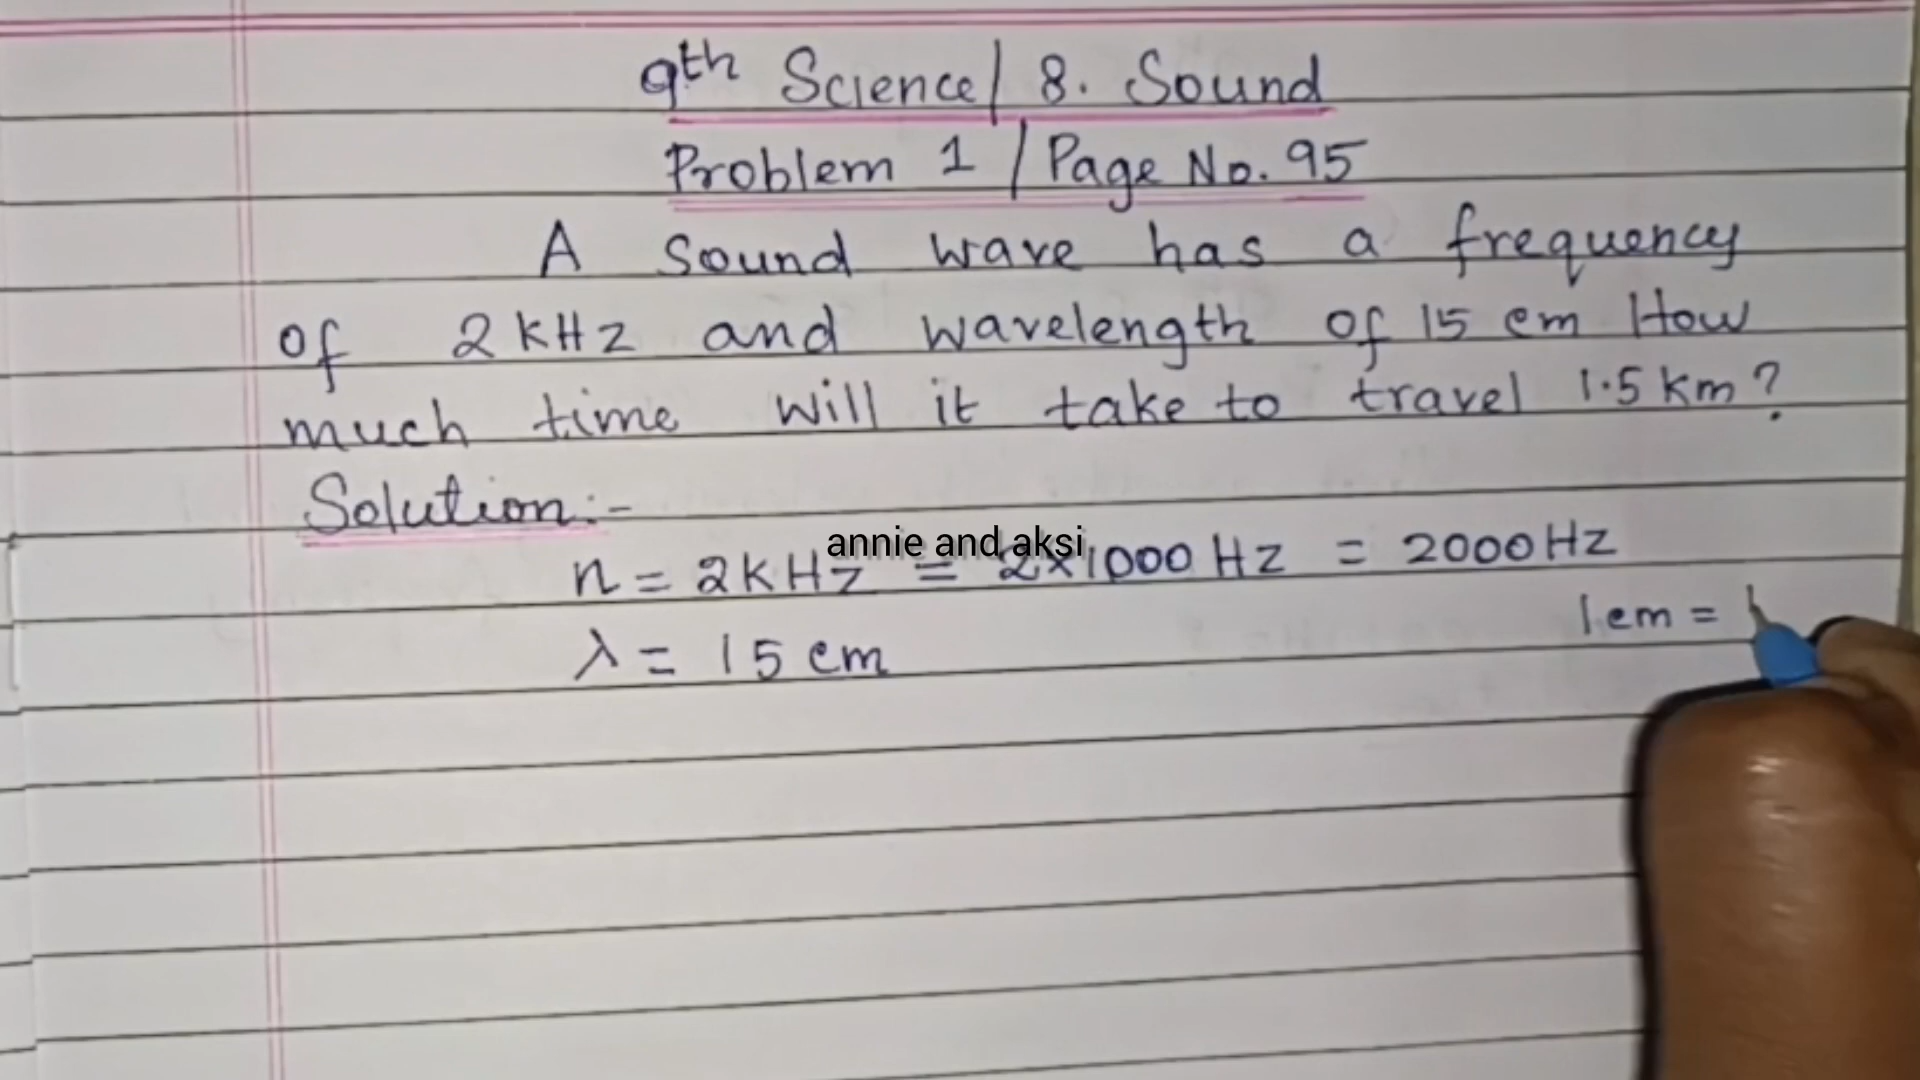 9th Science/ 8. Sound
Problem 1 / Page No. 95
A Sound wave has a frequency
of 2 kHz and wavelength of 15 cm How
much time will it take to travel 1.5 km?
Solution:-
annie and aksi
n = 2 KHz = 2×1000 Hz = 2000 Hz
1 cm =
λ = 15 cm